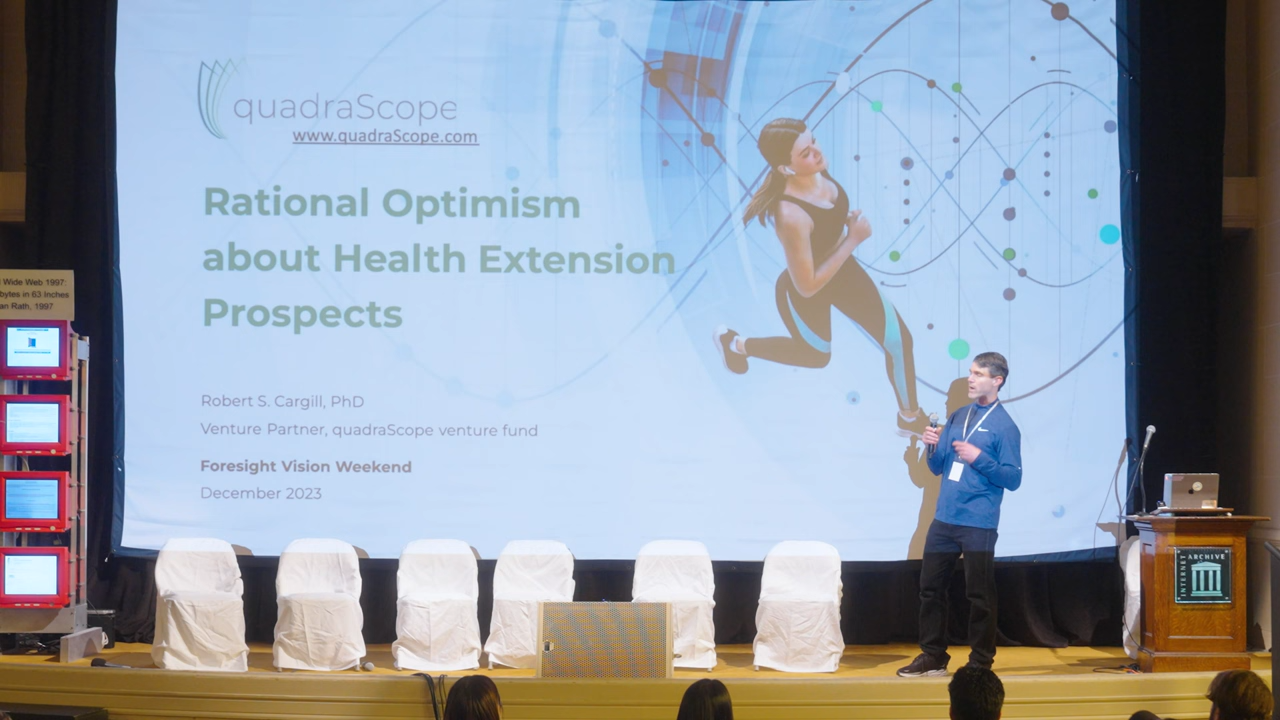 quadraScope
www.quadraScope.com
Rational Optimism
about Health Extension
Prospects
Robert S. Cargill, PhD
Venture Partner, quadraScope venture fund
Foresight Vision Weekend
December 2023
Wide Web 1997:
bytes in 63 Inches
an Rath, 1997
INTERNET ARCHIVE